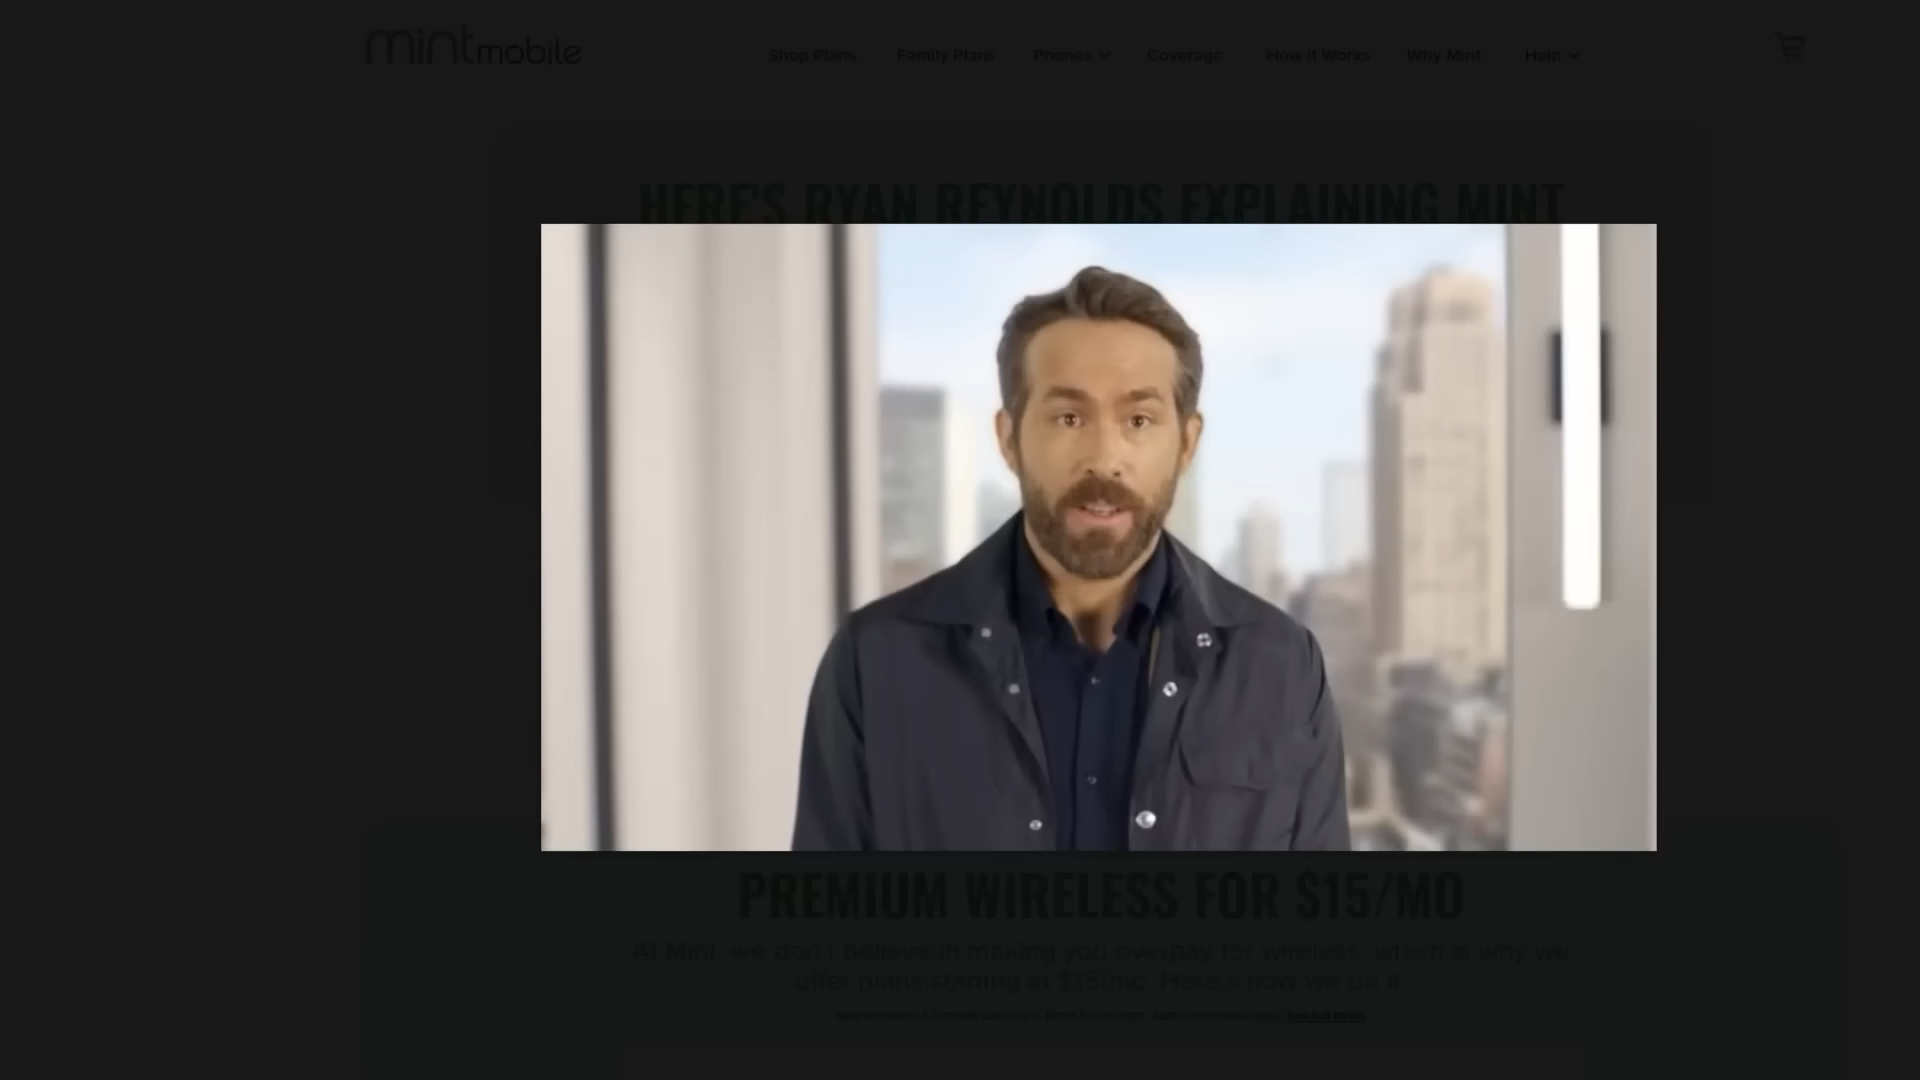 mint mobile
Shop Plans Family Plans Phones Coverage How it Works Why Mint Help
HERE'S RYAN REYNOLDS EXPLAINING MINT
PREMIUM WIRELESS FOR $15/MO
At Mint, we don't believe in making you overpay for wireless, which is why we
offer plans starting at $15/mo. Here's how we do it: